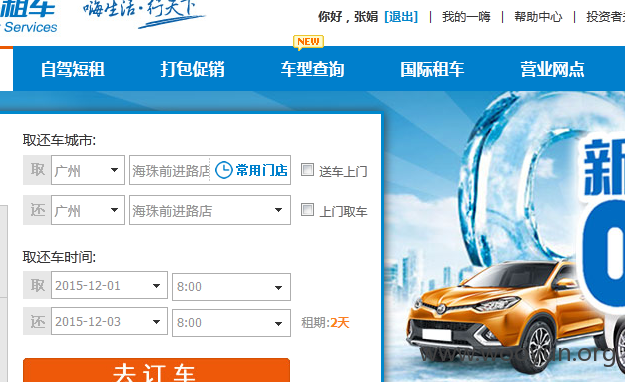 租车
嗨生活·行天下
Services
你好，张娟 [退出] | 我的一嗨 | 帮助中心 | 投资者
NEW
自驾短租 打包促销 车型查询 国际租车 营业网点
取还车城市:
取 广州 海珠前进路店 常用门店 送车上门
还 广州 海珠前进路店 上门取车
取还车时间:
取 2015-12-01 8:00
还 2015-12-03 8:00 租期:2天
去订车
新